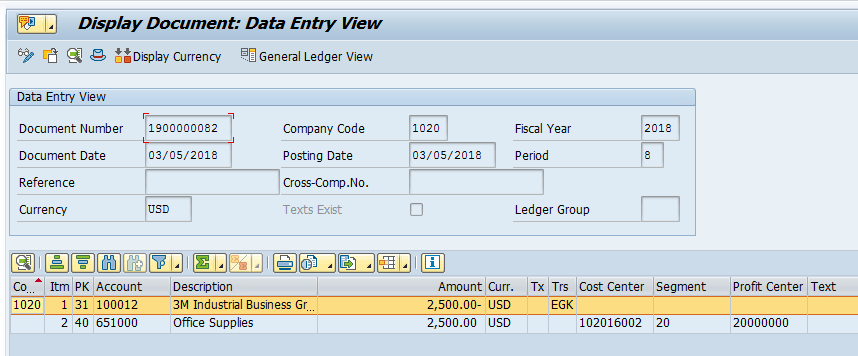 Display Document: Data Entry View
Display Currency General Ledger View
Data Entry View
Document Number 1900000082 Company Code 1020 Fiscal Year 2018
Document Date 03/05/2018 Posting Date 03/05/2018 Period 8
Reference Cross-Comp.No.
Currency USD Texts Exist Ledger Group
Co... Itm PK Account Description Amount Curr. Tx Trs Cost Center Segment Profit Center Text
1020 1 31 100012 3M Industrial Business Gr... 2,500.00- USD EGK
2 40 651000 Office Supplies 2,500.00 USD 102016002 20 20000000